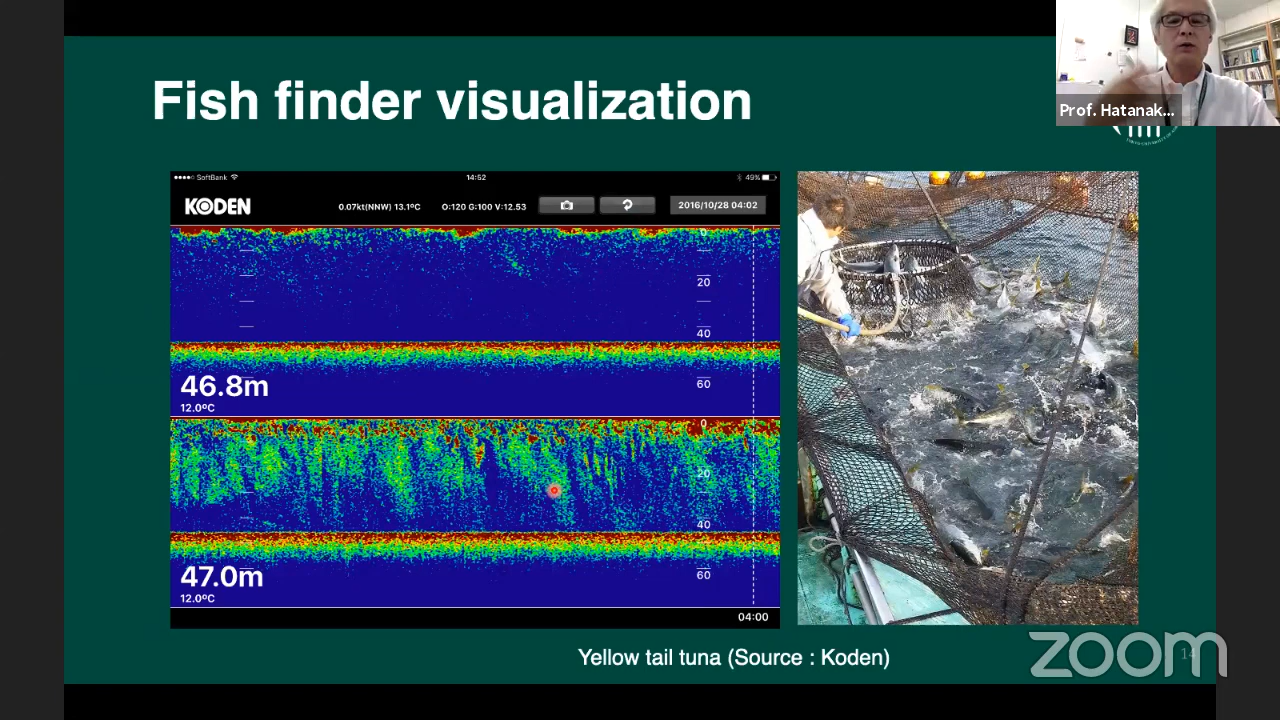 Fish finder visualization
Prof. Hatanak...
SoftBank 14:52 49%
KODEN 0.07kt(NNW) 13.1ºC O:120 G:100 V:12.53 2016/10/28 04:02
0
20
40
60
46.8m
12.0ºC
0
20
40
60
47.0m
12.0ºC
04:00
Yellow tail tuna (Source : Koden)
zoom
14